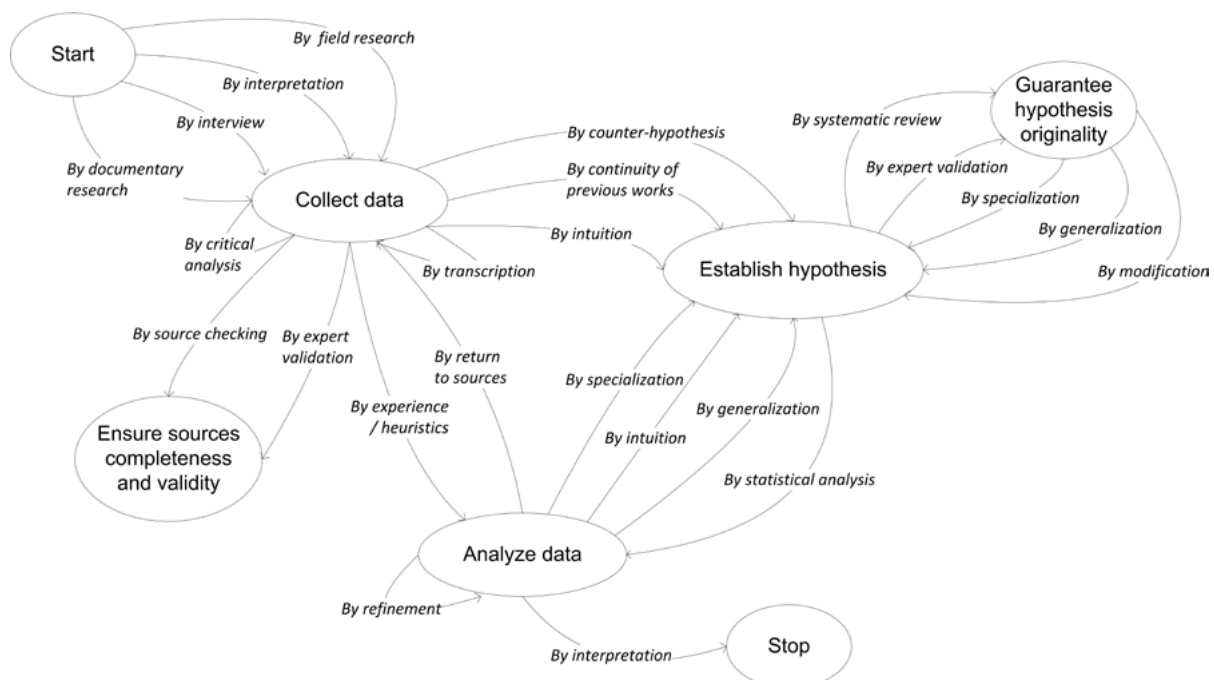 Start
By field research
By interpretation
By interview
By documentary
research
Collect data
By critical
analysis
By transcription
By counter-hypothesis
By continuity of
previous works
By intuition
By systematic review
Guarantee
hypothesis
originality
By expert validation
By specialization
By generalization
By modification
Establish hypothesis
By source checking
By expert
validation
By return
to sources
By experience
/ heuristics
Ensure sources
completeness
and validity
By specialization
By intuition
By generalization
By statistical analysis
Analyze data
By refinement
By interpretation
Stop